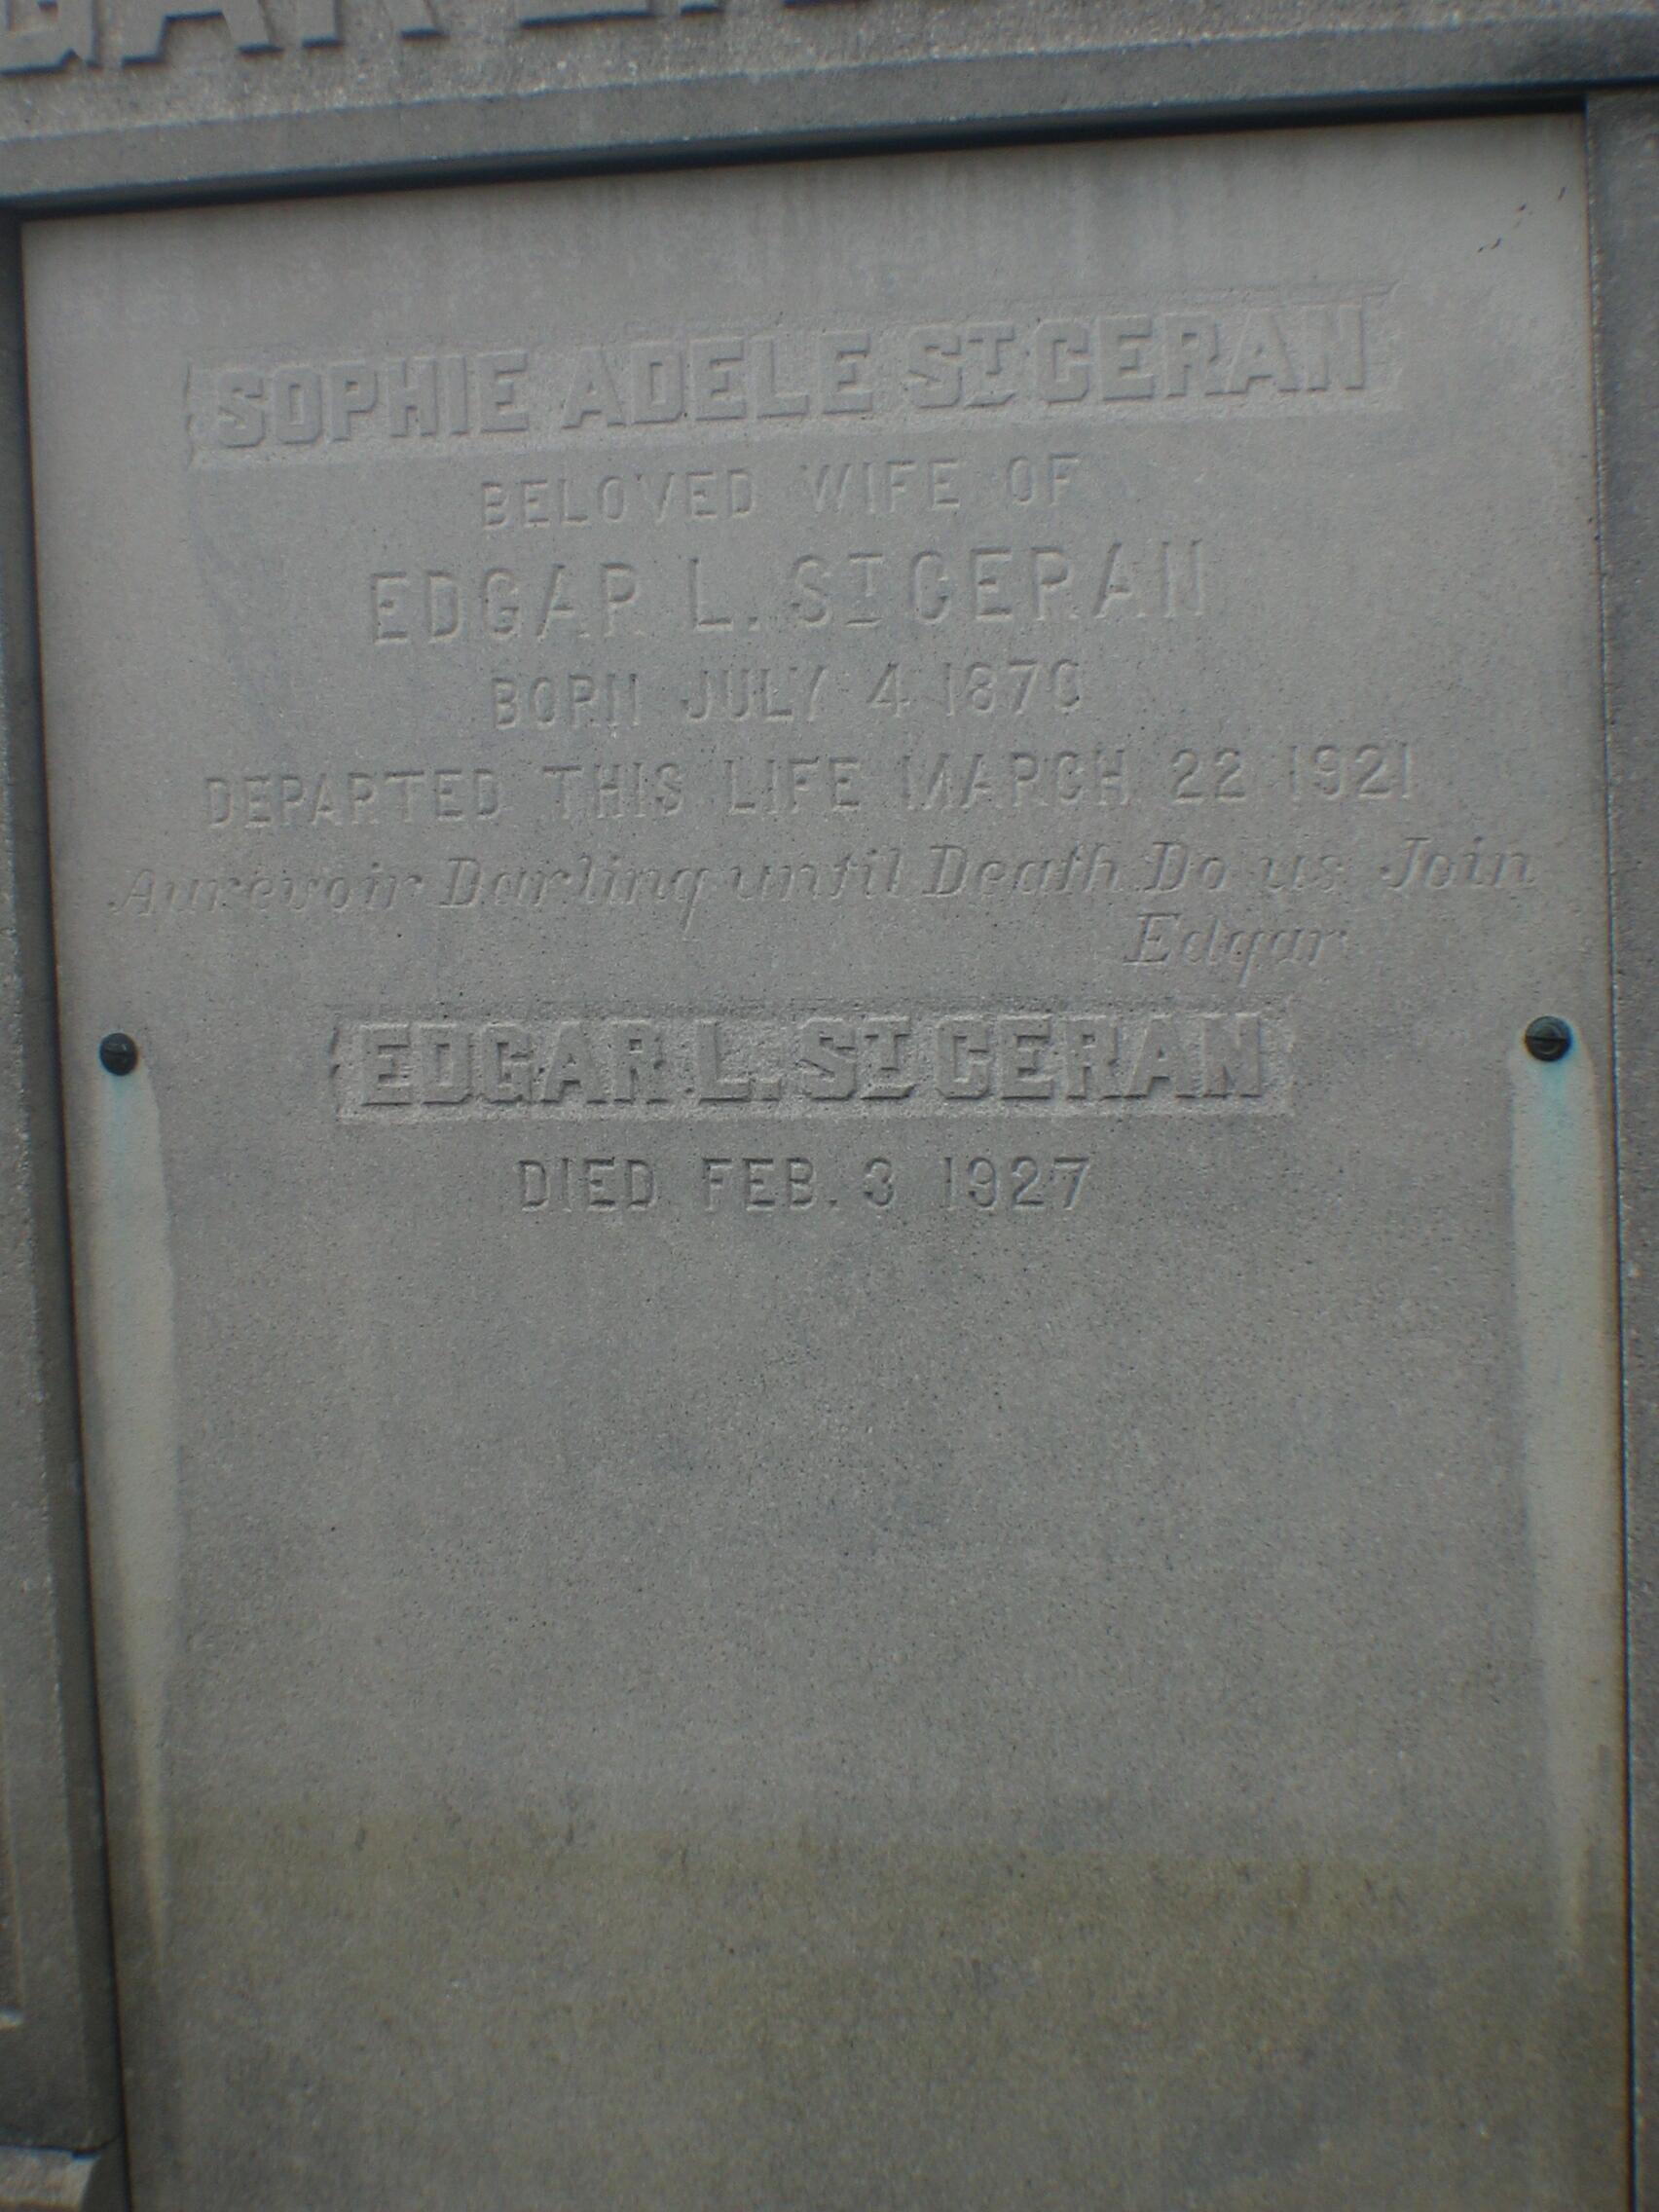 SOPHIE ADELE ST CERAN
BELOVED WIFE OF
EDGAR L. ST CERAN
BORN JULY 4 1870
DEPARTED THIS LIFE MARCH 22 1921
Aurevoir Darling until Death Do us Join
Edgar
EDGAR L. ST CERAN
DIED FEB. 3 1927